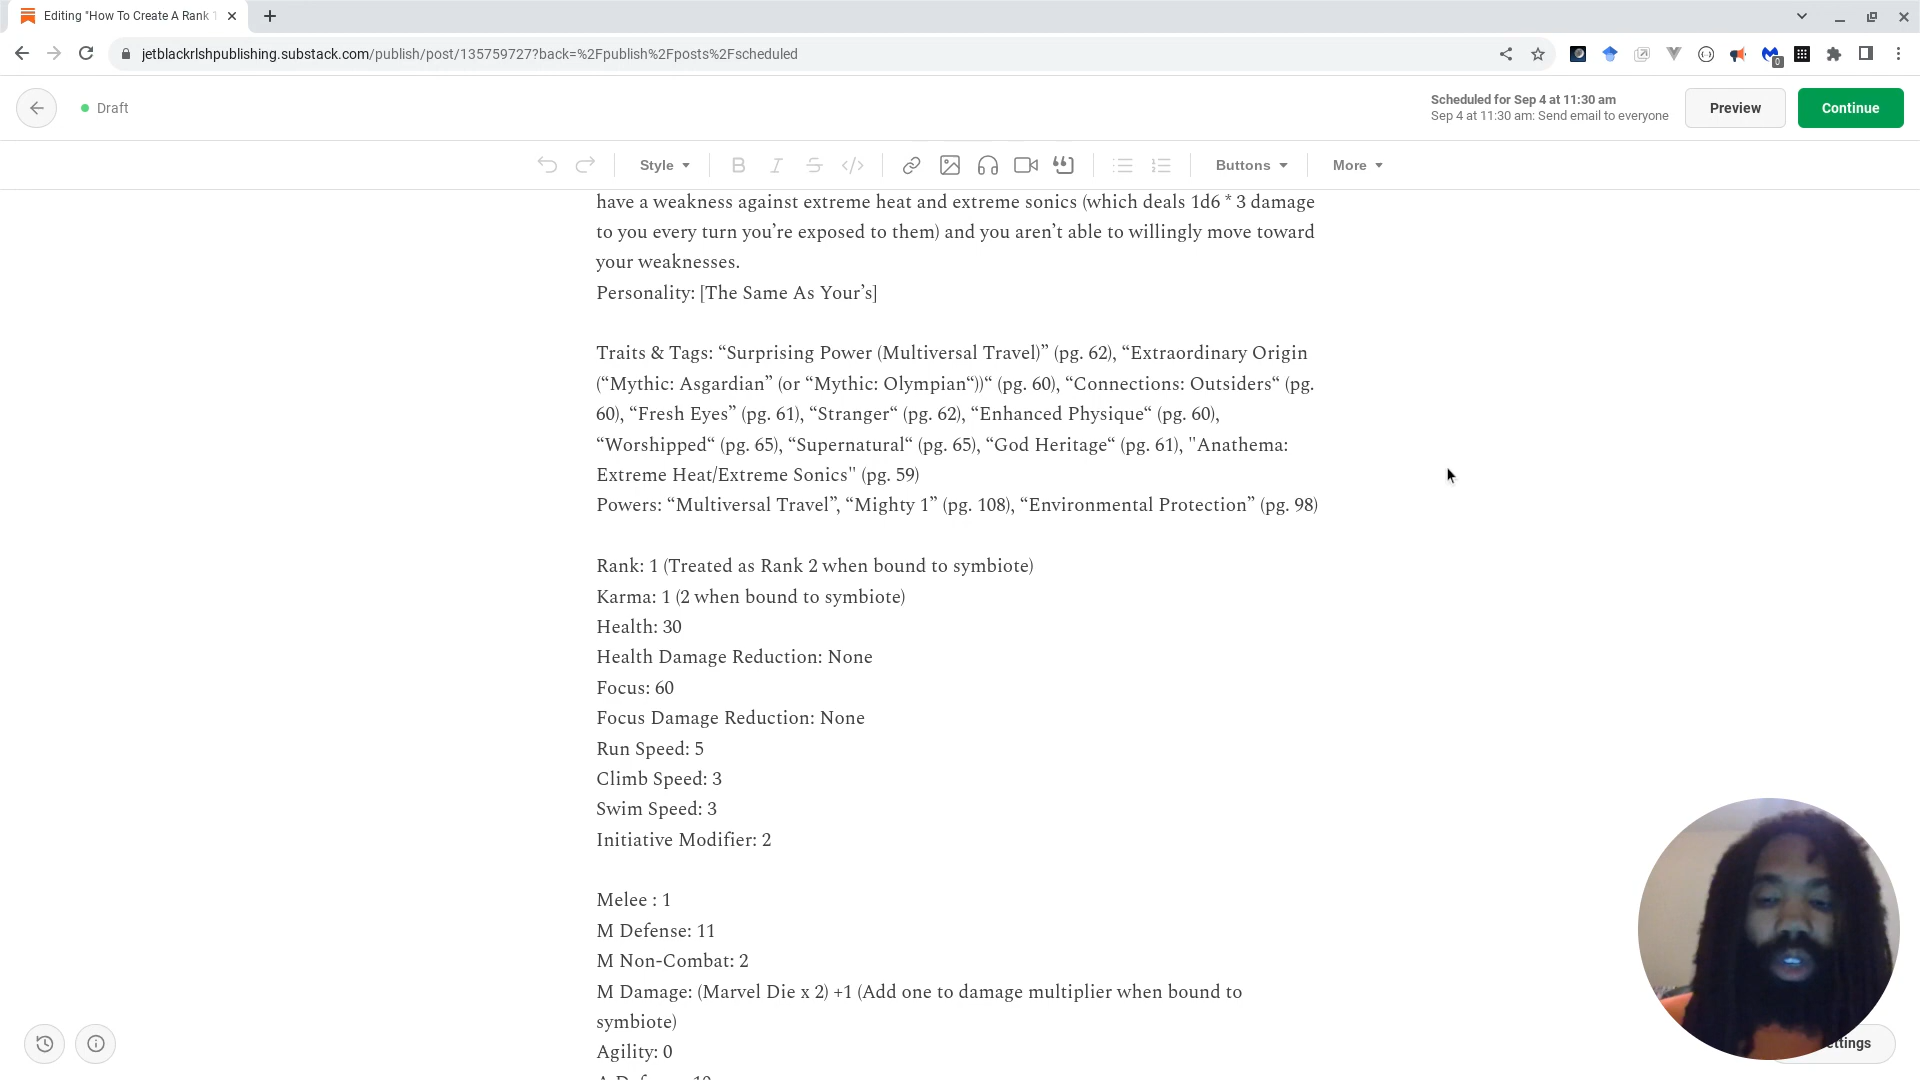 Editing "How To Create A Rank 1
jetblackrlshpublishing.substack.com/publish/post/135759727?back=%2Fpublish%2Fposts%2Fscheduled
0
Draft
Scheduled for Sep 4 at 11:30 am
Sep 4 at 11:30 am: Send email to everyone
Preview
Continue
Style
B
I
S
Buttons
More
have a weakness against extreme heat and extreme sonics (which deals 1d6 * 3 damage
to you every turn you’re exposed to them) and you aren’t able to willingly move toward
your weaknesses.
Personality: [The Same As Your’s]
Traits & Tags: “Surprising Power (Multiversal Travel)” (pg. 62), “Extraordinary Origin
(“Mythic: Asgardian” (or “Mythic: Olympian“))“ (pg. 60), “Connections: Outsiders“ (pg.
60), “Fresh Eyes” (pg. 61), “Stranger“ (pg. 62), “Enhanced Physique“ (pg. 60),
“Worshipped“ (pg. 65), “Supernatural“ (pg. 65), “God Heritage“ (pg. 61), "Anathema:
Extreme Heat/Extreme Sonics" (pg. 59)
Powers: “Multiversal Travel”, “Mighty 1” (pg. 108), “Environmental Protection” (pg. 98)
Rank: 1 (Treated as Rank 2 when bound to symbiote)
Karma: 1 (2 when bound to symbiote)
Health: 30
Health Damage Reduction: None
Focus: 60
Focus Damage Reduction: None
Run Speed: 5
Climb Speed: 3
Swim Speed: 3
Initiative Modifier: 2
Melee : 1
M Defense: 11
M Non-Combat: 2
M Damage: (Marvel Die x 2) +1 (Add one to damage multiplier when bound to
symbiote)
Agility: 0
ettings